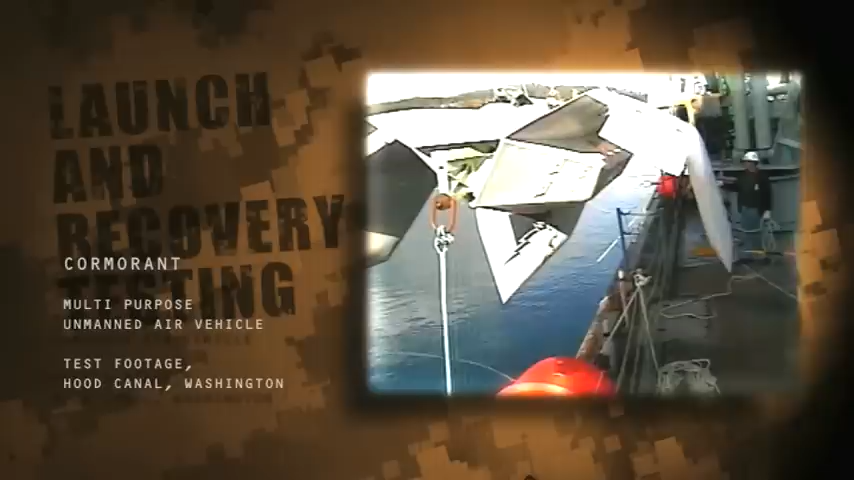 LAUNCH
AND
RECOVERY
TESTING
CORMORANT
MULTI PURPOSE
UNMANNED AIR VEHICLE
TEST FOOTAGE,
HOOD CANAL, WASHINGTON